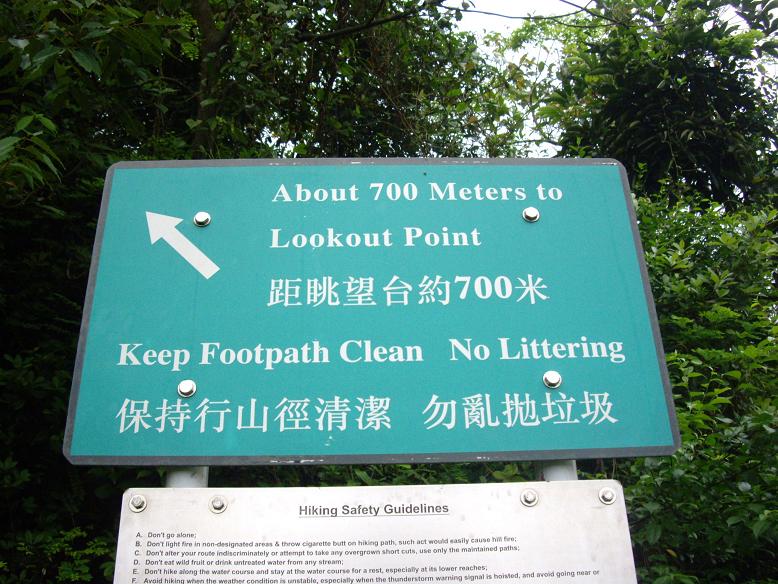 About 700 Meters to
Lookout Point
距眺望台約700米
Keep Footpath Clean No Littering
保持行山徑清潔 勿亂拋垃圾
Hiking Safety Guidelines
A. Don't go alone;
B. Don't light fire in non-designated areas & throw cigarette butt on hiking path, such act would easily cause hill fire;
C. Don't alter your route indiscriminately or attempt to take any overgrown short cuts, use only the maintained paths;
D. Don't eat wild fruit or drink untreated water from any stream;
E. Don't hike along the water course and stay at the water course for a rest, especially at its lower reaches;
F. Avoid hiking when the weather condition is unstable, especially when the thunderstorm warning signal is hoisted, and avoid going near or